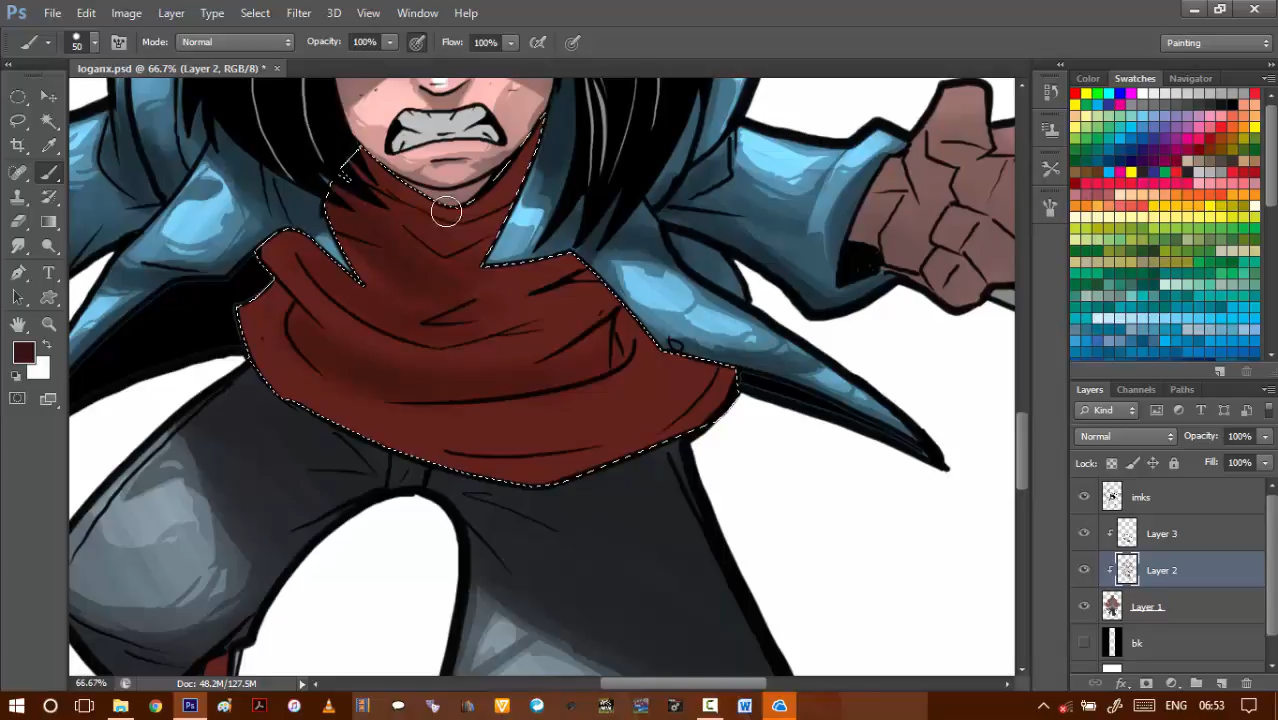 Ps File Edit Image Layer Type Select Filter 3D View Window Help
50 Mode: Normal Opacity: 100% Flow: 100% Painting
loganx.psd @ 66.7% (Layer 2, RGB/8) * ×
Color Swatches Navigator
Layers Channels Paths
Kind
Normal Opacity: 100%
Lock: Fill: 100%
imks
Layer 3
Layer 2
Layer 1
bk
66.67% Doc: 48.2M/127.5M
ENG 06:53